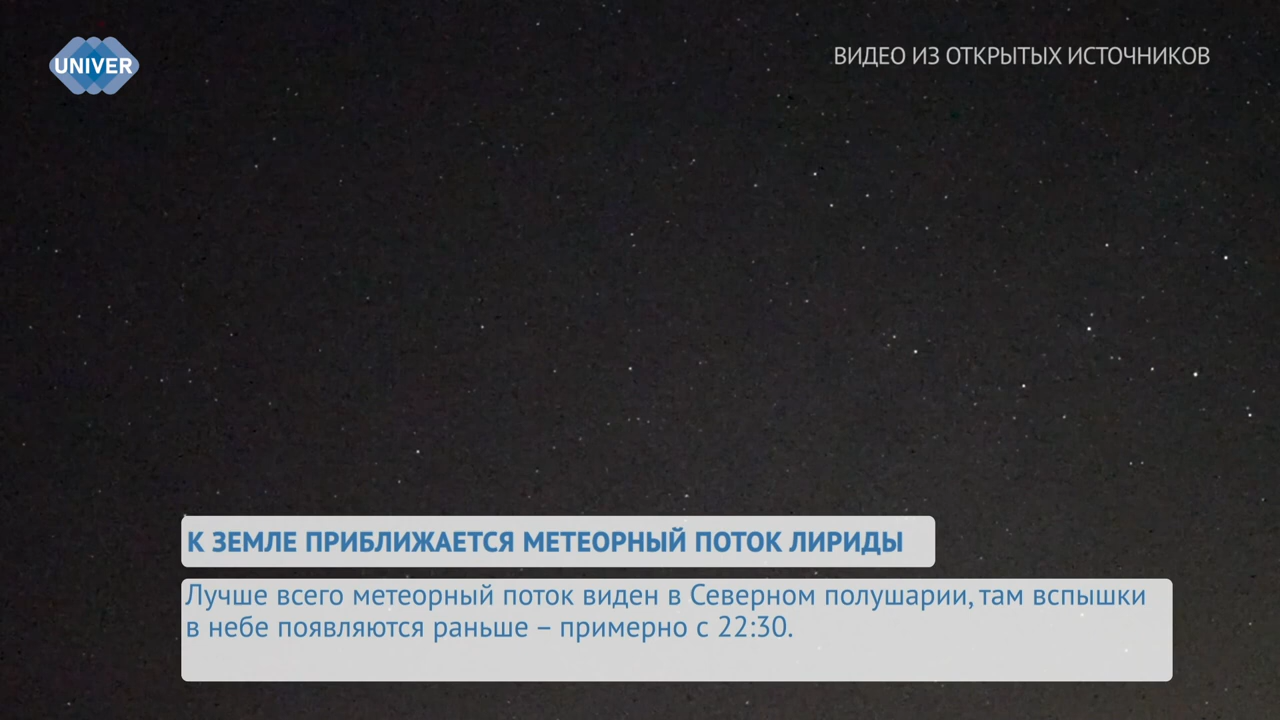 UNIVER
ВИДЕО ИЗ ОТКРЫТЫХ ИСТОЧНИКОВ
К ЗЕМЛЕ ПРИБЛИЖАЕТСЯ МЕТЕОРНЫЙ ПОТОК ЛИРИДЫ
Лучше всего метеорный поток виден в Северном полушарии, там вспышки
в небе появляются раньше – примерно с 22:30.